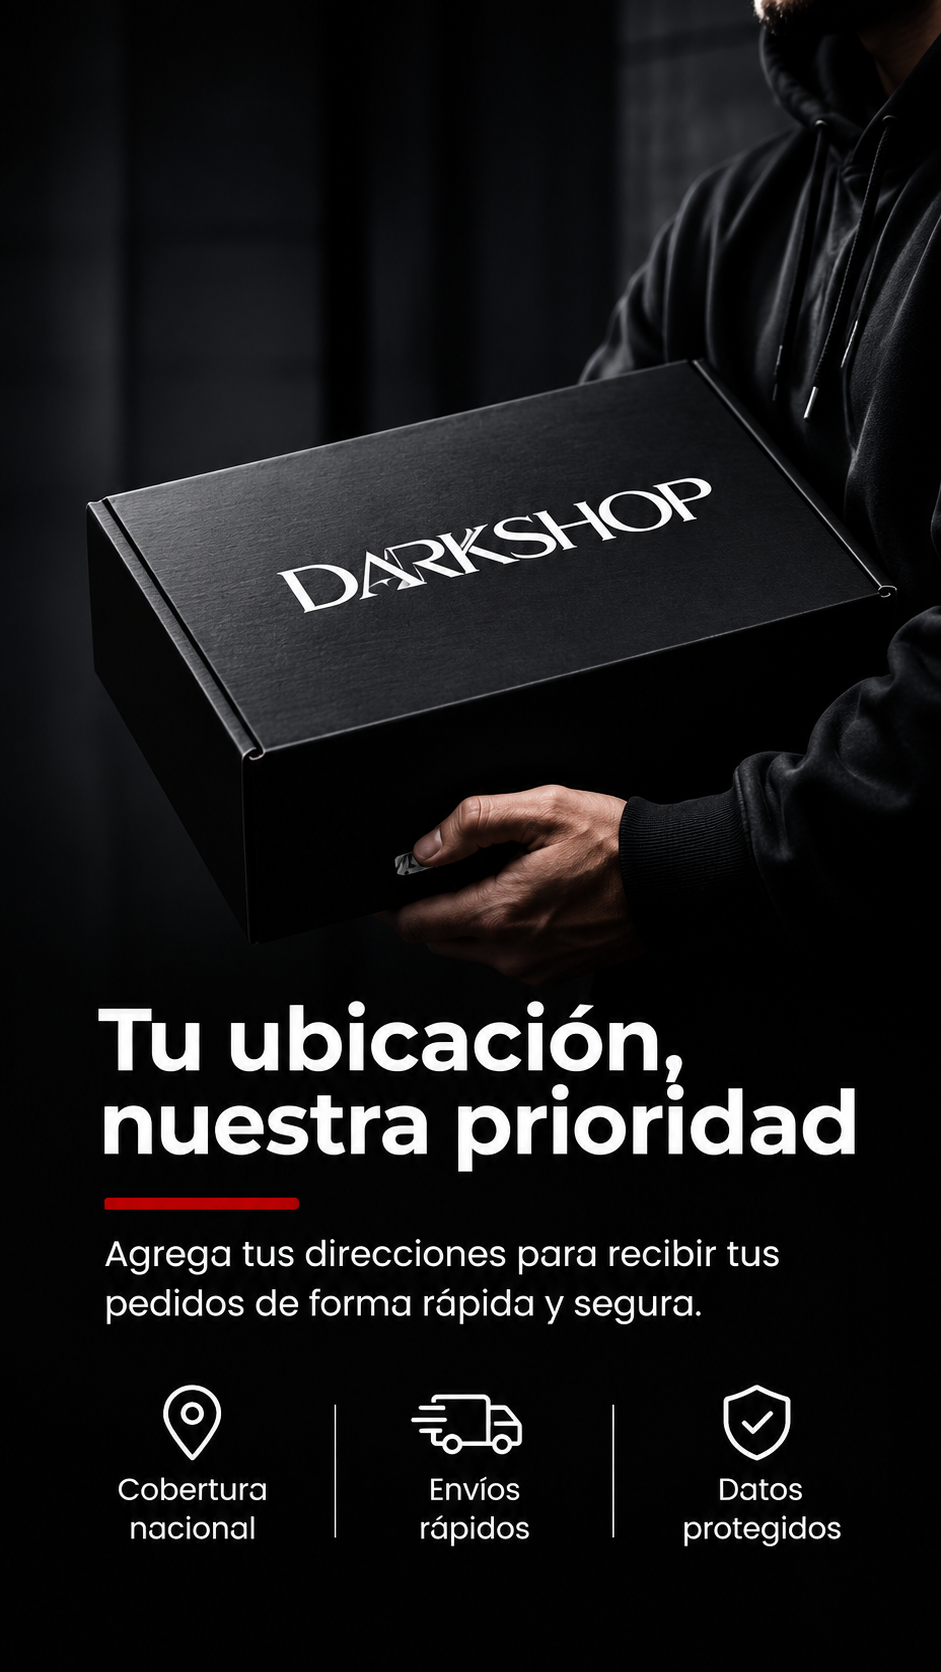 DARKSHOP
Tu ubicación,
nuestra prioridad
Agrega tus direcciones para recibir tus
pedidos de forma rápida y segura.
Cobertura
nacional
Envíos
rápidos
Datos
protegidos